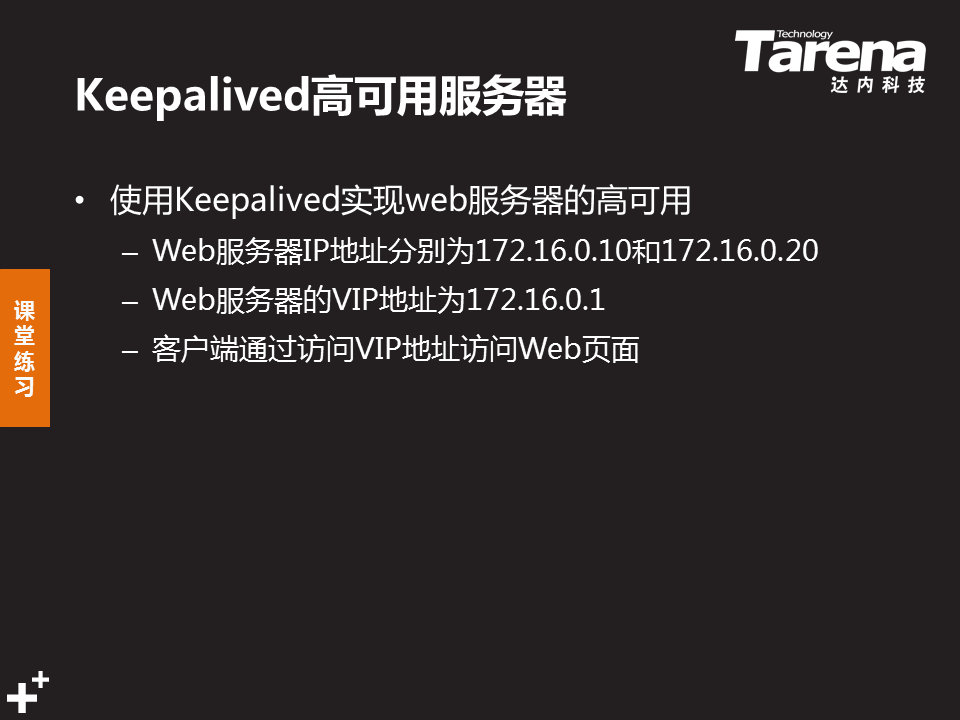 Technology
Tarena
达内科技
Keepalived高可用服务器
• 使用Keepalived实现web服务器的高可用
– Web服务器IP地址分别为172.16.0.10和172.16.0.20
– Web服务器的VIP地址为172.16.0.1
– 客户端通过访问VIP地址访问Web页面
课
堂
练
习